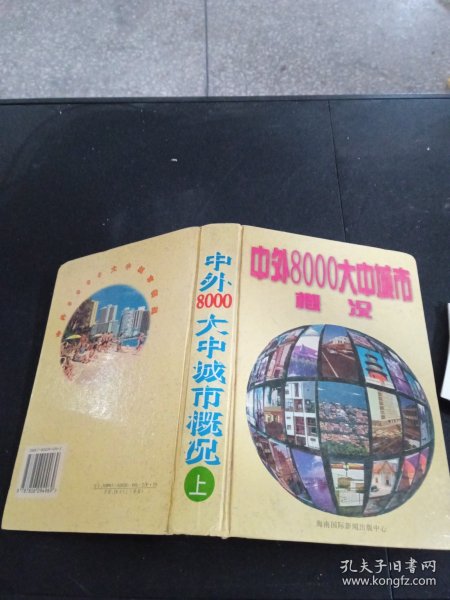 中外8000大中城市
概况
海南国际新闻出版中心
中外
8000
大中城市概况
上
孔夫子旧书网
www.kongfz.com